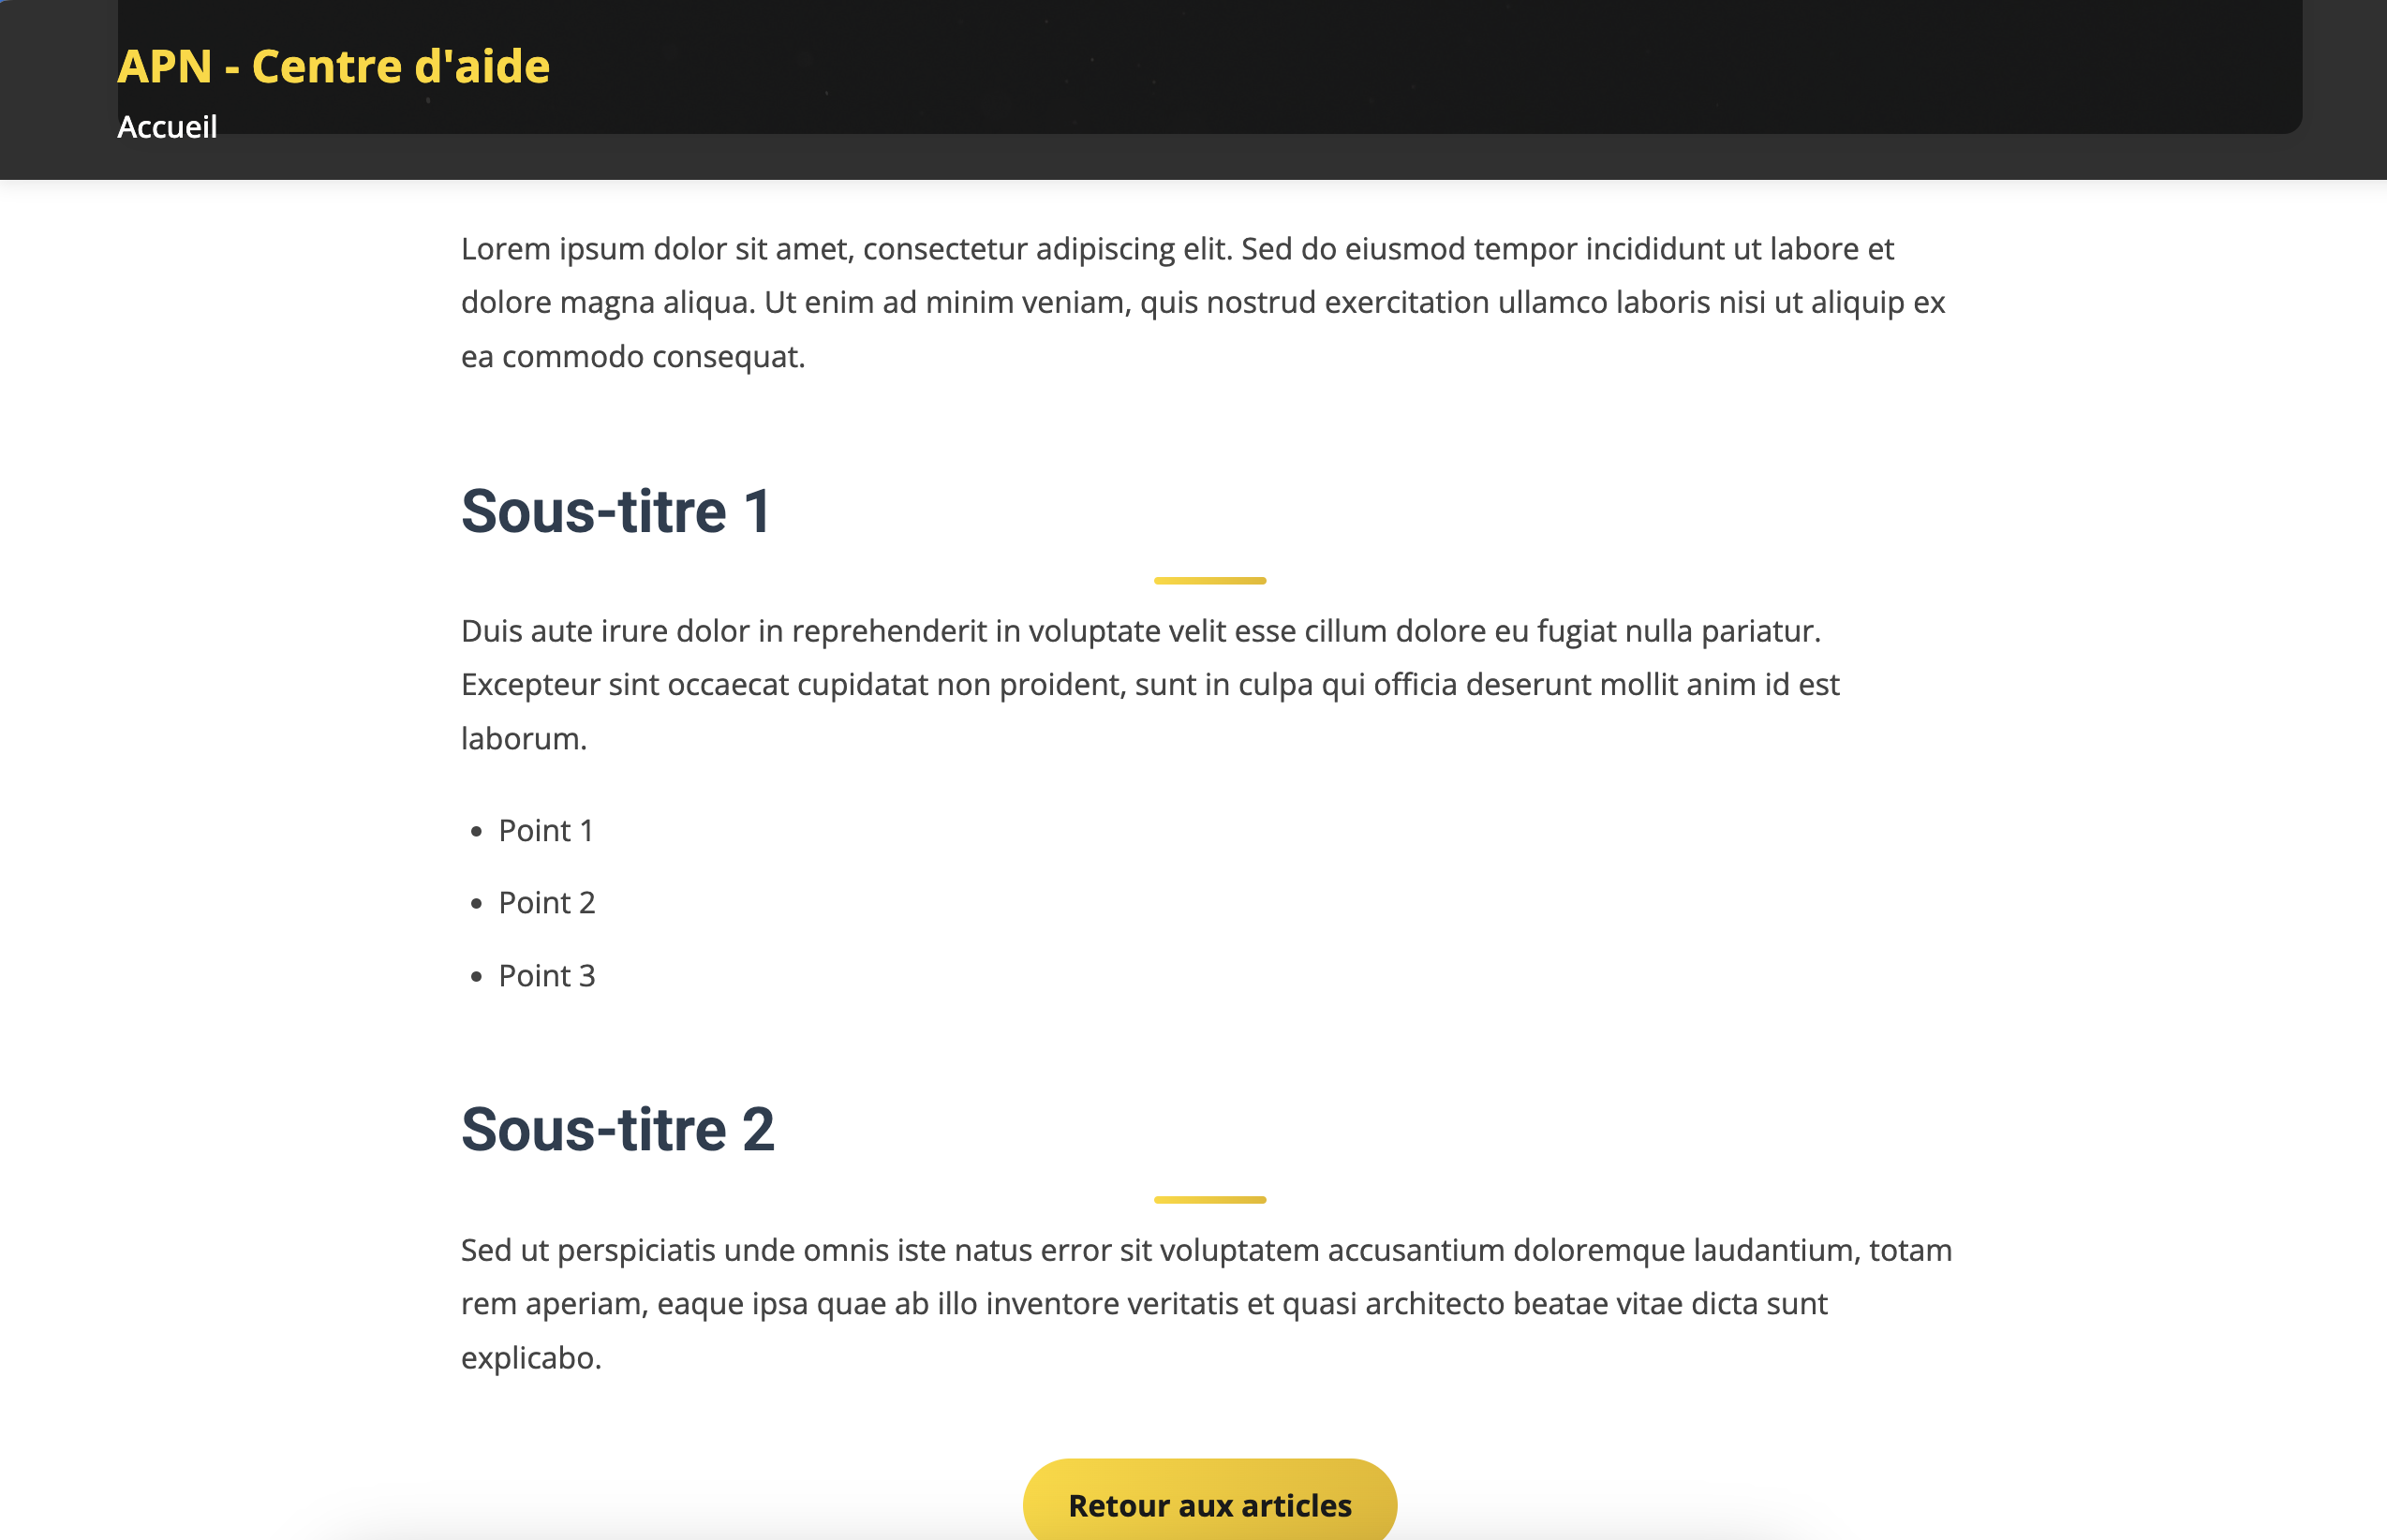 APN - Centre d'aide
Accueil
Lorem ipsum dolor sit amet, consectetur adipiscing elit. Sed do eiusmod tempor incididunt ut labore et
dolore magna aliqua. Ut enim ad minim veniam, quis nostrud exercitation ullamco laboris nisi ut aliquip ex
ea commodo consequat.
Sous-titre 1
Duis aute irure dolor in reprehenderit in voluptate velit esse cillum dolore eu fugiat nulla pariatur.
Excepteur sint occaecat cupidatat non proident, sunt in culpa qui officia deserunt mollit anim id est
laborum.
• Point 1
• Point 2
• Point 3
Sous-titre 2
Sed ut perspiciatis unde omnis iste natus error sit voluptatem accusantium doloremque laudantium, totam
rem aperiam, eaque ipsa quae ab illo inventore veritatis et quasi architecto beatae vitae dicta sunt
explicabo.
Retour aux articles